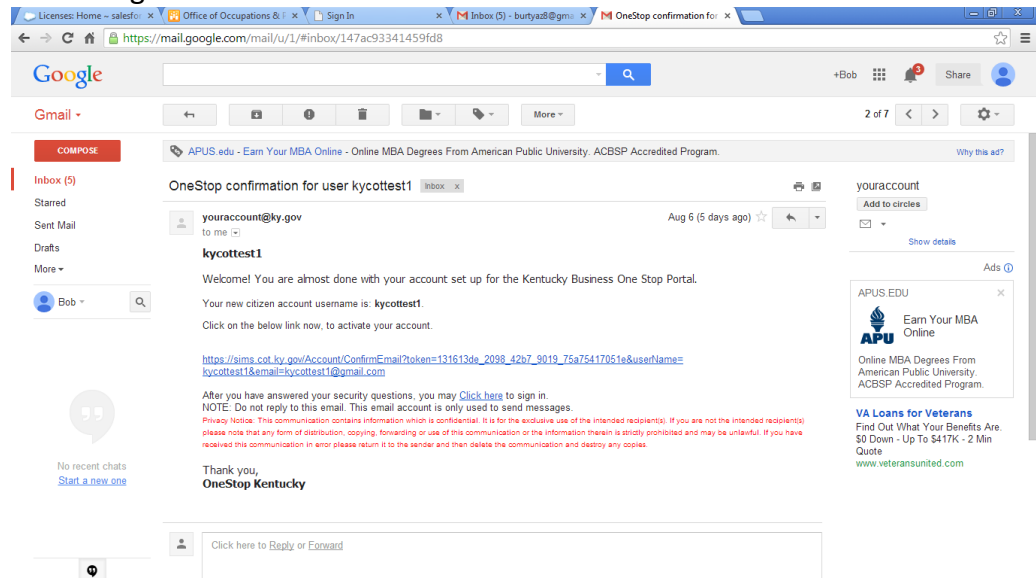 Licenses: Home ~ salesfor
Office of Occupations & P
Sign In
Inbox (5) - burtyaz8@gma
OneStop confirmation for
https://mail.google.com/mail/u/1/#inbox/147ac93341459fd8
Google
+Bob
3
Share
Gmail
More
2 of 7
COMPOSE
APUS.edu - Earn Your MBA Online - Online MBA Degrees From American Public University. ACBSP Accredited Program.
Why this ad?
Inbox (5)
Starred
Sent Mail
Drafts
More
Bob
OneStop confirmation for user kycottest1
Inbox x
youraccount@ky.gov
Aug 6 (5 days ago)
to me
kycottest1
Welcome! You are almost done with your account set up for the Kentucky Business One Stop Portal.
Your new citizen account username is: kycottest1.
Click on the below link now, to activate your account.
https://sims.cot.ky.gov/Account/ConfirmEmail?token=131613de_2098_42b7_9019_75a75417051e&userName=
kycottest1&email=kycottest1@gmail.com
After you have answered your security questions, you may Click here to sign in.
NOTE: Do not reply to this email. This email account is only used to send messages.
Privacy Notice: This communication contains information which is confidential. It is for the exclusive use of the intended recipient(s). If you are not the intended recipient(s)
please note that any form of distribution, copying, forwarding or use of this communication or the information therein is strictly prohibited and may be unlawful. If you have
received this communication in error please return it to the sender and then delete the communication and destroy any copies.
Thank you,
OneStop Kentucky
Click here to Reply or Forward
youraccount
Add to circles
Show details
Ads
APUS.EDU
APU
Earn Your MBA
Online
Online MBA Degrees From
American Public University.
ACBSP Accredited Program.
VA Loans for Veterans
Find Out What Your Benefits Are.
$0 Down - Up To $417K - 2 Min
Quote
www.veteransunited.com
No recent chats
Start a new one